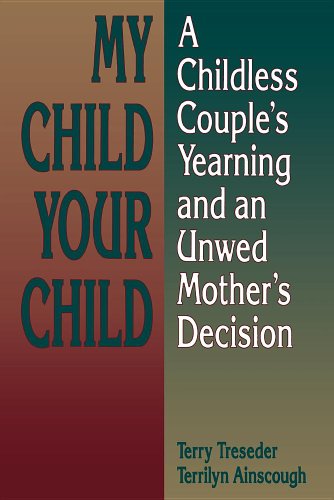 MY
CHILD
YOUR
CHILD
A
Childless
Couple's
Yearning
and an
Unwed
Mother's
Decision
Terry Treseder
Terrilyn Ainscough